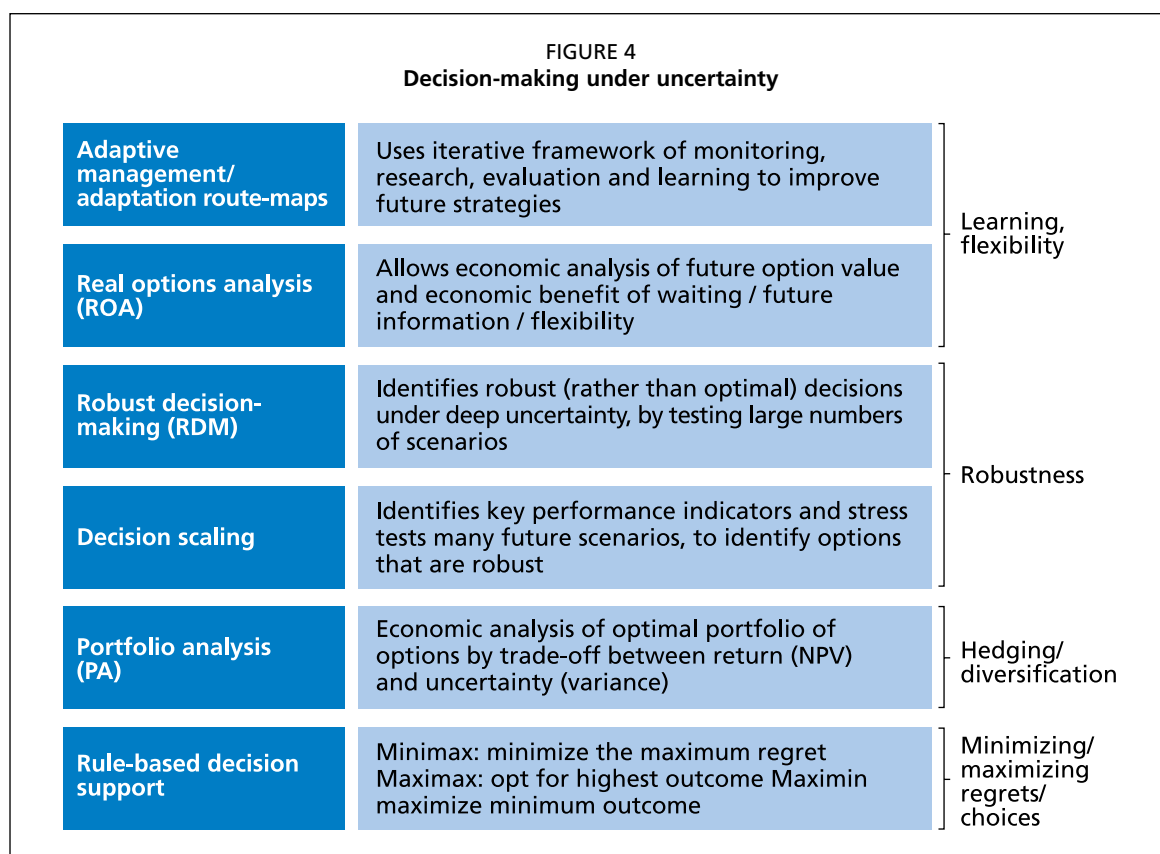 FIGURE 4
Decision-making under uncertainty
Adaptive
management/
adaptation route-maps
Uses iterative framework of monitoring,
research, evaluation and learning to improve
future strategies
Learning,
flexibility
Real options analysis
(ROA)
Allows economic analysis of future option value
and economic benefit of waiting / future
information / flexibility
Robust decision-
making (RDM)
Identifies robust (rather than optimal) decisions
under deep uncertainty, by testing large numbers
of scenarios
Robustness
Decision scaling
Identifies key performance indicators and stress
tests many future scenarios, to identify options
that are robust
Portfolio analysis
(PA)
Economic analysis of optimal portfolio of
options by trade-off between return (NPV)
and uncertainty (variance)
Hedging/
diversification
Rule-based decision
support
Minimax: minimize the maximum regret
Maximax: opt for highest outcome Maximin
maximize minimum outcome
Minimizing/
maximizing
regrets/
choices